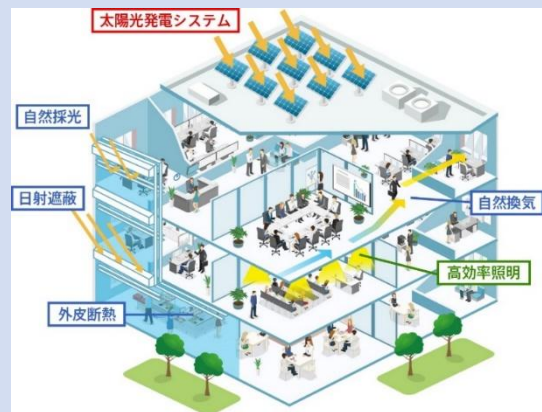 太陽光発電システム
自然採光
日射遮蔽
自然換気
高効率照明
外皮断熱